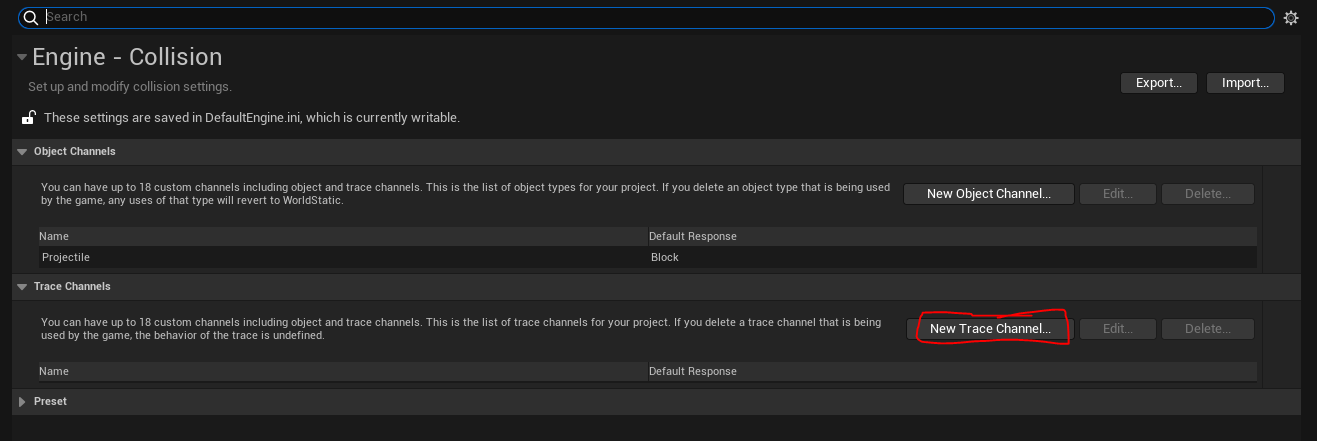 Search
Engine - Collision
Set up and modify collision settings.
Export...
Import...
These settings are saved in DefaultEngine.ini, which is currently writable.
Object Channels
You can have up to 18 custom channels including object and trace channels. This is the list of object types for your project. If you delete an object type that is being used
by the game, any uses of that type will revert to WorldStatic.
New Object Channel...
Edit...
Delete...
Name
Default Response
Projectile
Block
Trace Channels
You can have up to 18 custom channels including object and trace channels. This is the list of trace channels for your project. If you delete a trace channel that is being
used by the game, the behavior of the trace is undefined.
New Trace Channel...
Edit...
Delete...
Name
Default Response
Preset